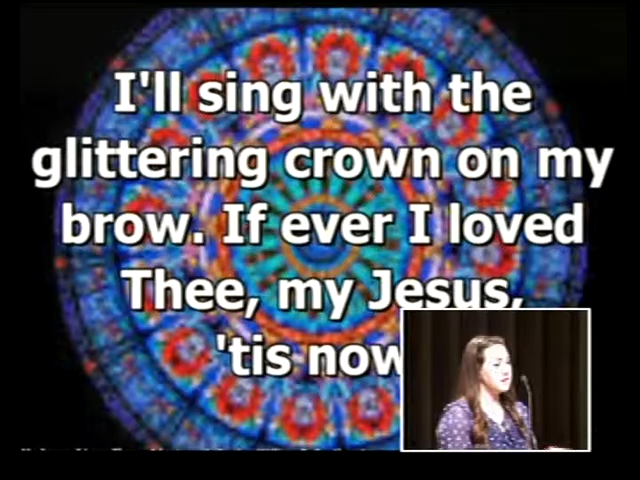 I'll sing with the
glittering crown on my
brow. If ever I loved
Thee, my Jesus,
'tis now